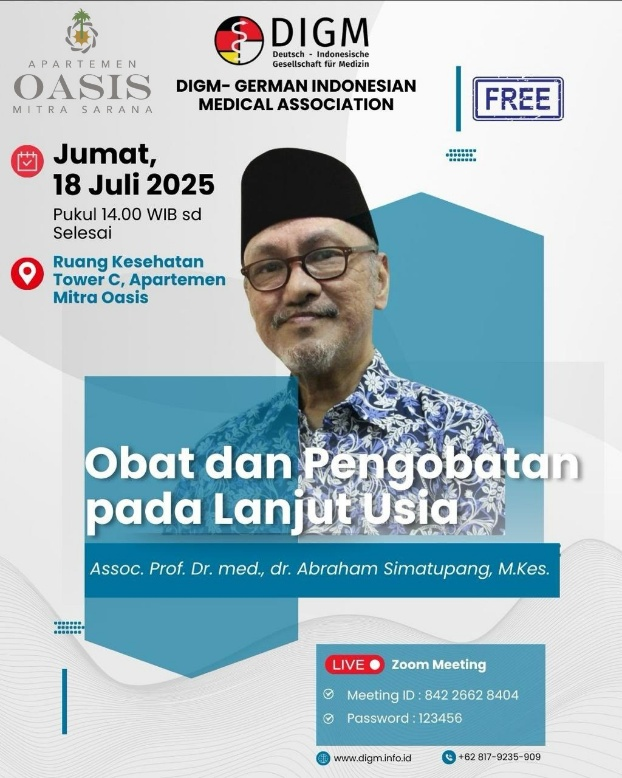 APARTEMEN
OASIS
MITRA SARANA
DIGM
Deutsch - Indonesische
Gesellschaft für Medizin
DIGM- GERMAN INDONESIAN
MEDICAL ASSOCIATION
FREE
Jumat,
18 Juli 2025
Pukul 14.00 WIB sd
Selesai
Ruang Kesehatan
Tower C, Apartemen
Mitra Oasis
Obat dan Pengobatan
pada Lanjut Usia
Assoc. Prof. Dr. med., dr. Abraham Simatupang, M.Kes.
LIVE Zoom Meeting
Meeting ID : 842 2662 8404
Password : 123456
www.digm.info.id +62 817-9235-909